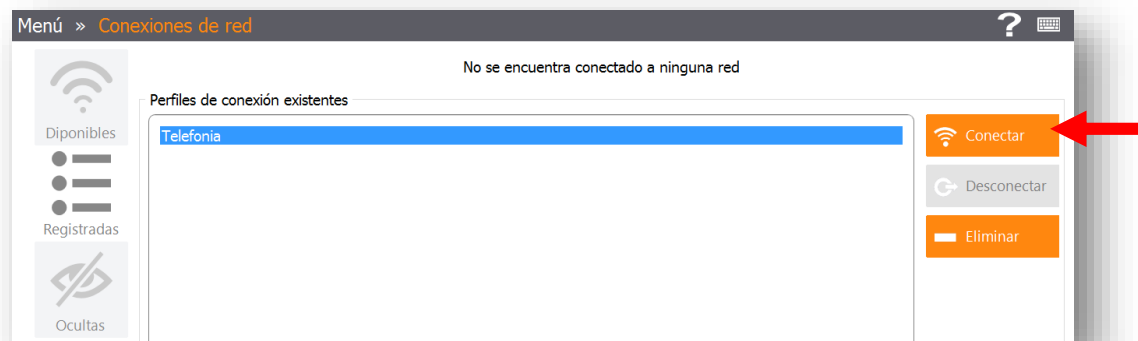 Menú » Conexiones de red
?
No se encuentra conectado a ninguna red
Perfiles de conexión existentes
Diponibles
Telefonia
Conectar
Desconectar
Registradas
Eliminar
Ocultas